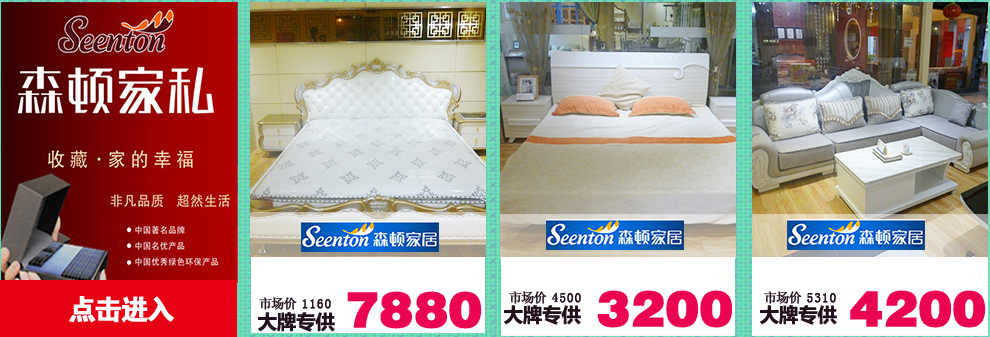 Seenton
森顿家私
收藏·家的幸福
非凡品质 超然生活
●中国著名品牌
●中国名优产品
●中国优秀绿色环保产品
点击进入
Seenton 森顿家居
市场价 1160
大牌专供 7880
Seenton 森顿家居
市场价 4500
大牌专供 3200
Seenton 森顿家居
市场价 5310
大牌专供 4200